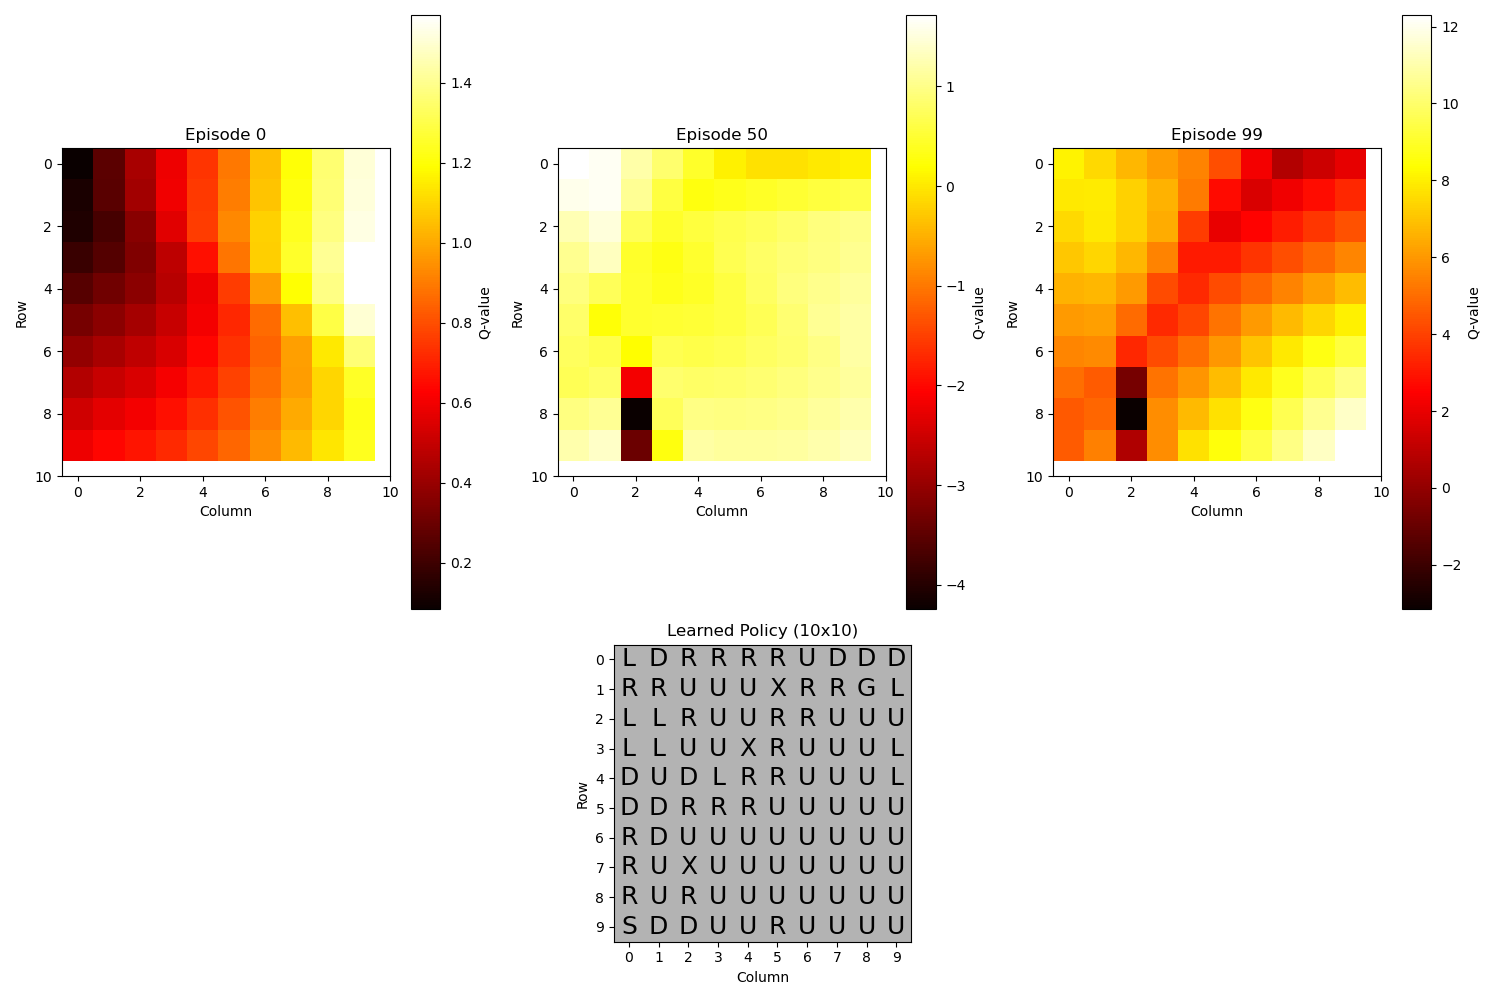 Episode 0
Episode 50
Episode 99
0
2
4
6
8
10
Row
0 2 4 6 8 10
Column
1.4
1.2
1.0
0.8
0.6
0.4
0.2
Q-value
0
2
4
6
8
10
Row
0 2 4 6 8 10
Column
1
0
−1
−2
−3
−4
Q-value
0
2
4
6
8
10
Row
0 2 4 6 8 10
Column
12
10
8
6
4
2
0
−2
Q-value
Learned Policy (10x10)
0 L D R R R R U D D D
1 R R U U U X R R G L
2 L L R U U R R U U U
3 L L U U X R U U U L
4 D U D L R R U U U L
5 D D R R R U U U U U
6 R D U U U U U U U U
7 R U X U U U U U U U
8 R U R U U U U U U U
9 S D D U U R U U U U
Row
0 1 2 3 4 5 6 7 8 9
Column